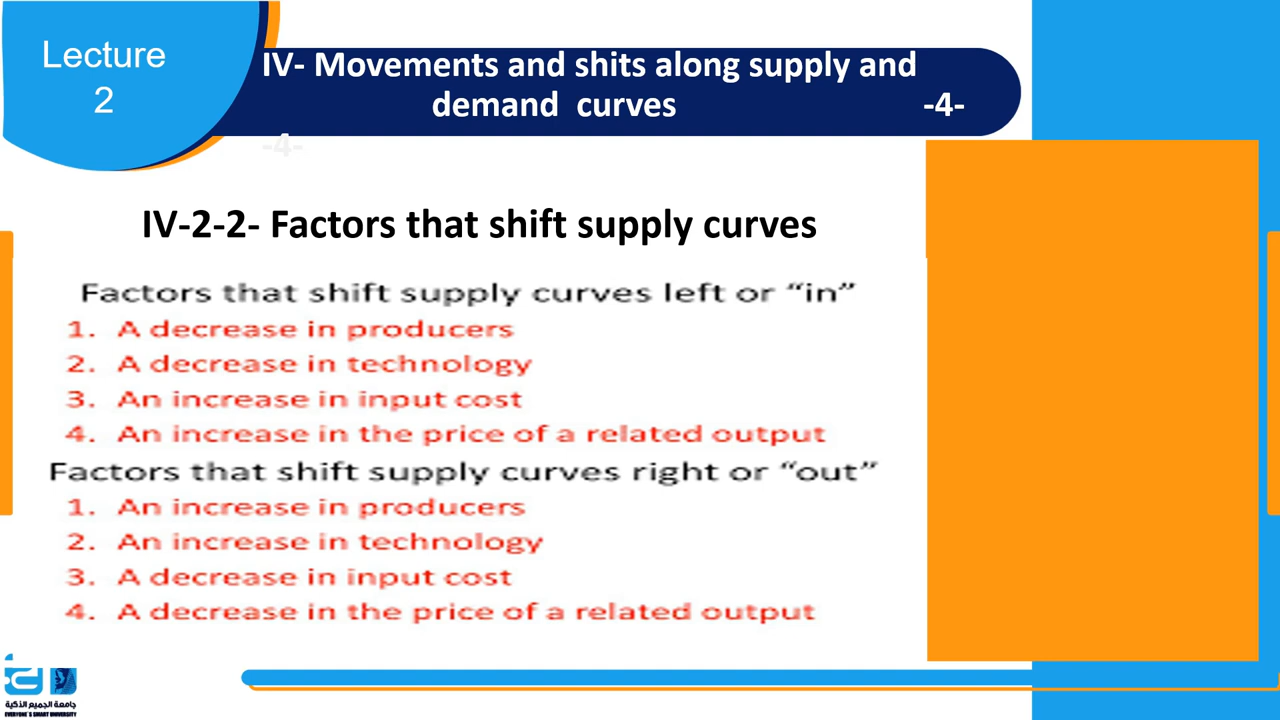 Lecture
2
IV- Movements and shits along supply and
demand curves -4-
-4-
IV-2-2- Factors that shift supply curves
Factors that shift supply curves left or “in”
1. A decrease in producers
2. A decrease in technology
3. An increase in input cost
4. An increase in the price of a related output
Factors that shift supply curves right or “out”
1. An increase in producers
2. An increase in technology
3. A decrease in input cost
4. A decrease in the price of a related output
جامعة الجميع الذكية
EVERYONE'S SMART UNIVERSITY